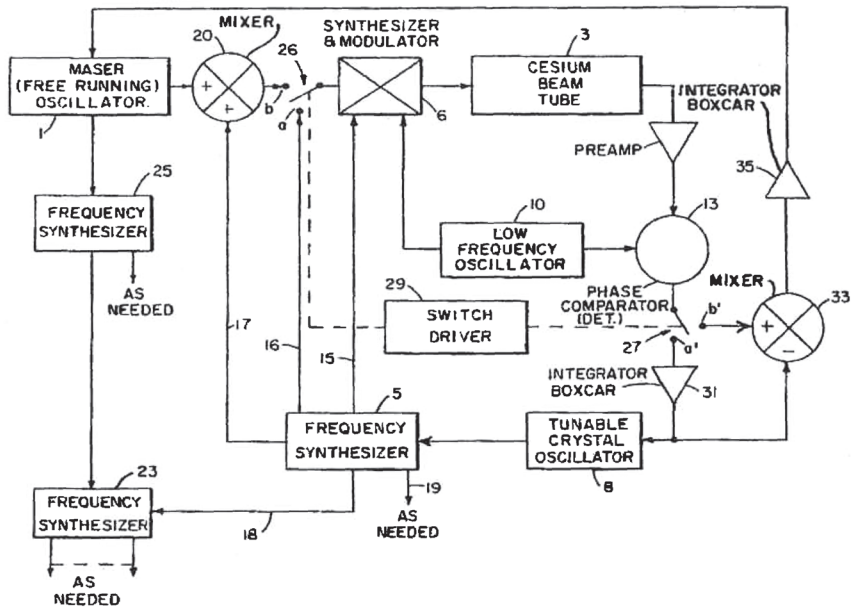 MIXER
20
SYNTHESIZER
& MODULATOR
26
3
MASER
(FREE RUNNING)
OSCILLATOR.
1
+
+
b
a
6
CESIUM
BEAM
TUBE
INTEGRATOR
BOXCAR
PREAMP
35
25
FREQUENCY
SYNTHESIZER
AS
NEEDED
10
LOW
FREQUENCY
OSCILLATOR
13
PHASE
COMPARATOR
(DET.)
MIXER
33
+
−
29
SWITCH
DRIVER
b'
27
a'
17
16
15
INTEGRATOR
BOXCAR
31
5
FREQUENCY
SYNTHESIZER
TUNABLE
CRYSTAL
OSCILLATOR
8
19
AS
NEEDED
23
FREQUENCY
SYNTHESIZER
18
AS
NEEDED